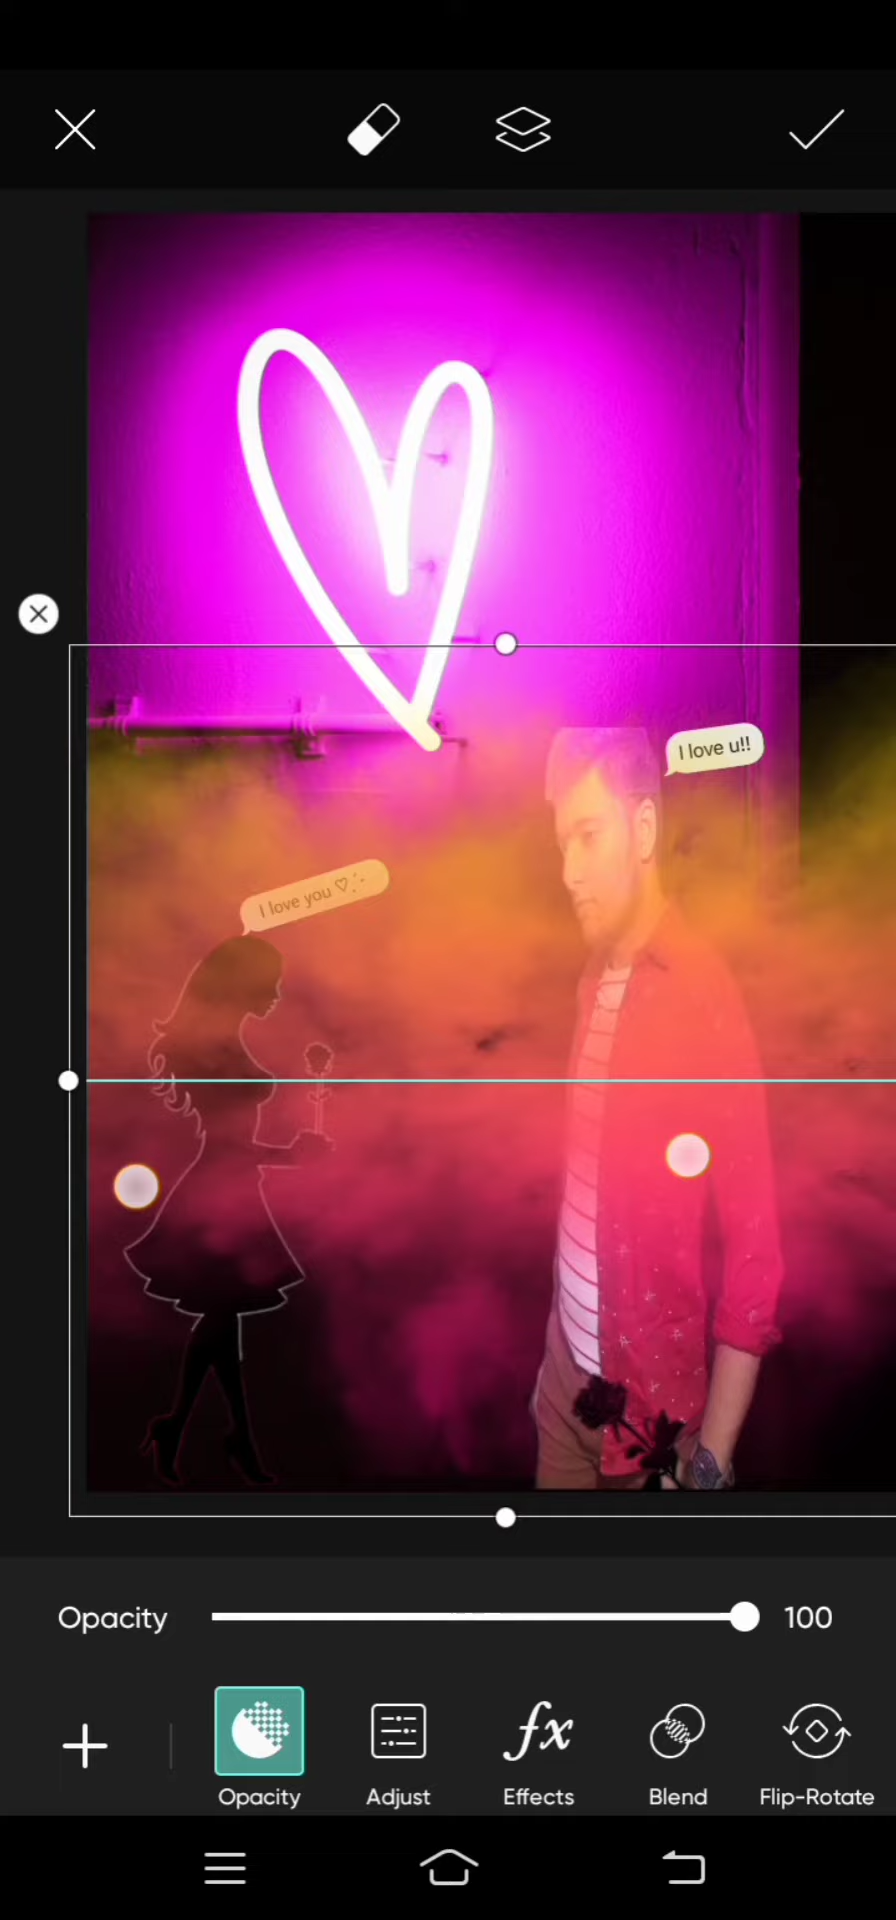 I love u!!
I love you ♡
Opacity
100
Opacity
Adjust
fx
Effects
Blend
Flip-Rotate